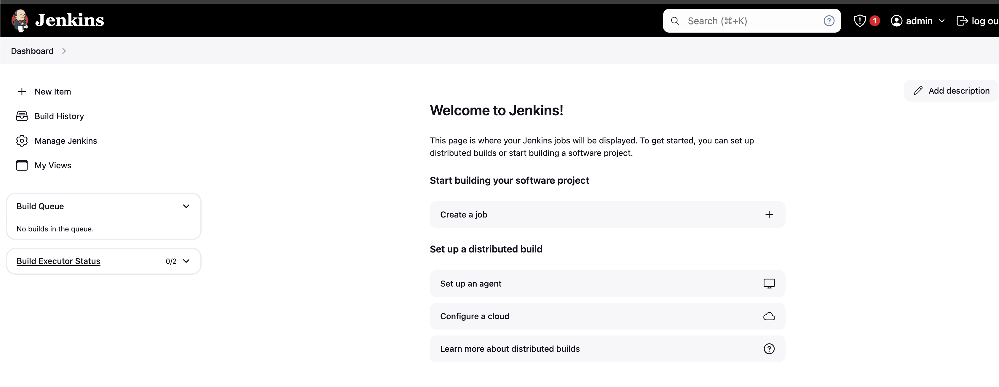 Jenkins
Search (⌘+K)
1
admin
log ou
Dashboard
New Item
Build History
Manage Jenkins
My Views
Build Queue
No builds in the queue.
Build Executor Status
0/2
Add description
Welcome to Jenkins!
This page is where your Jenkins jobs will be displayed. To get started, you can set up
distributed builds or start building a software project.
Start building your software project
Create a job
Set up a distributed build
Set up an agent
Configure a cloud
Learn more about distributed builds